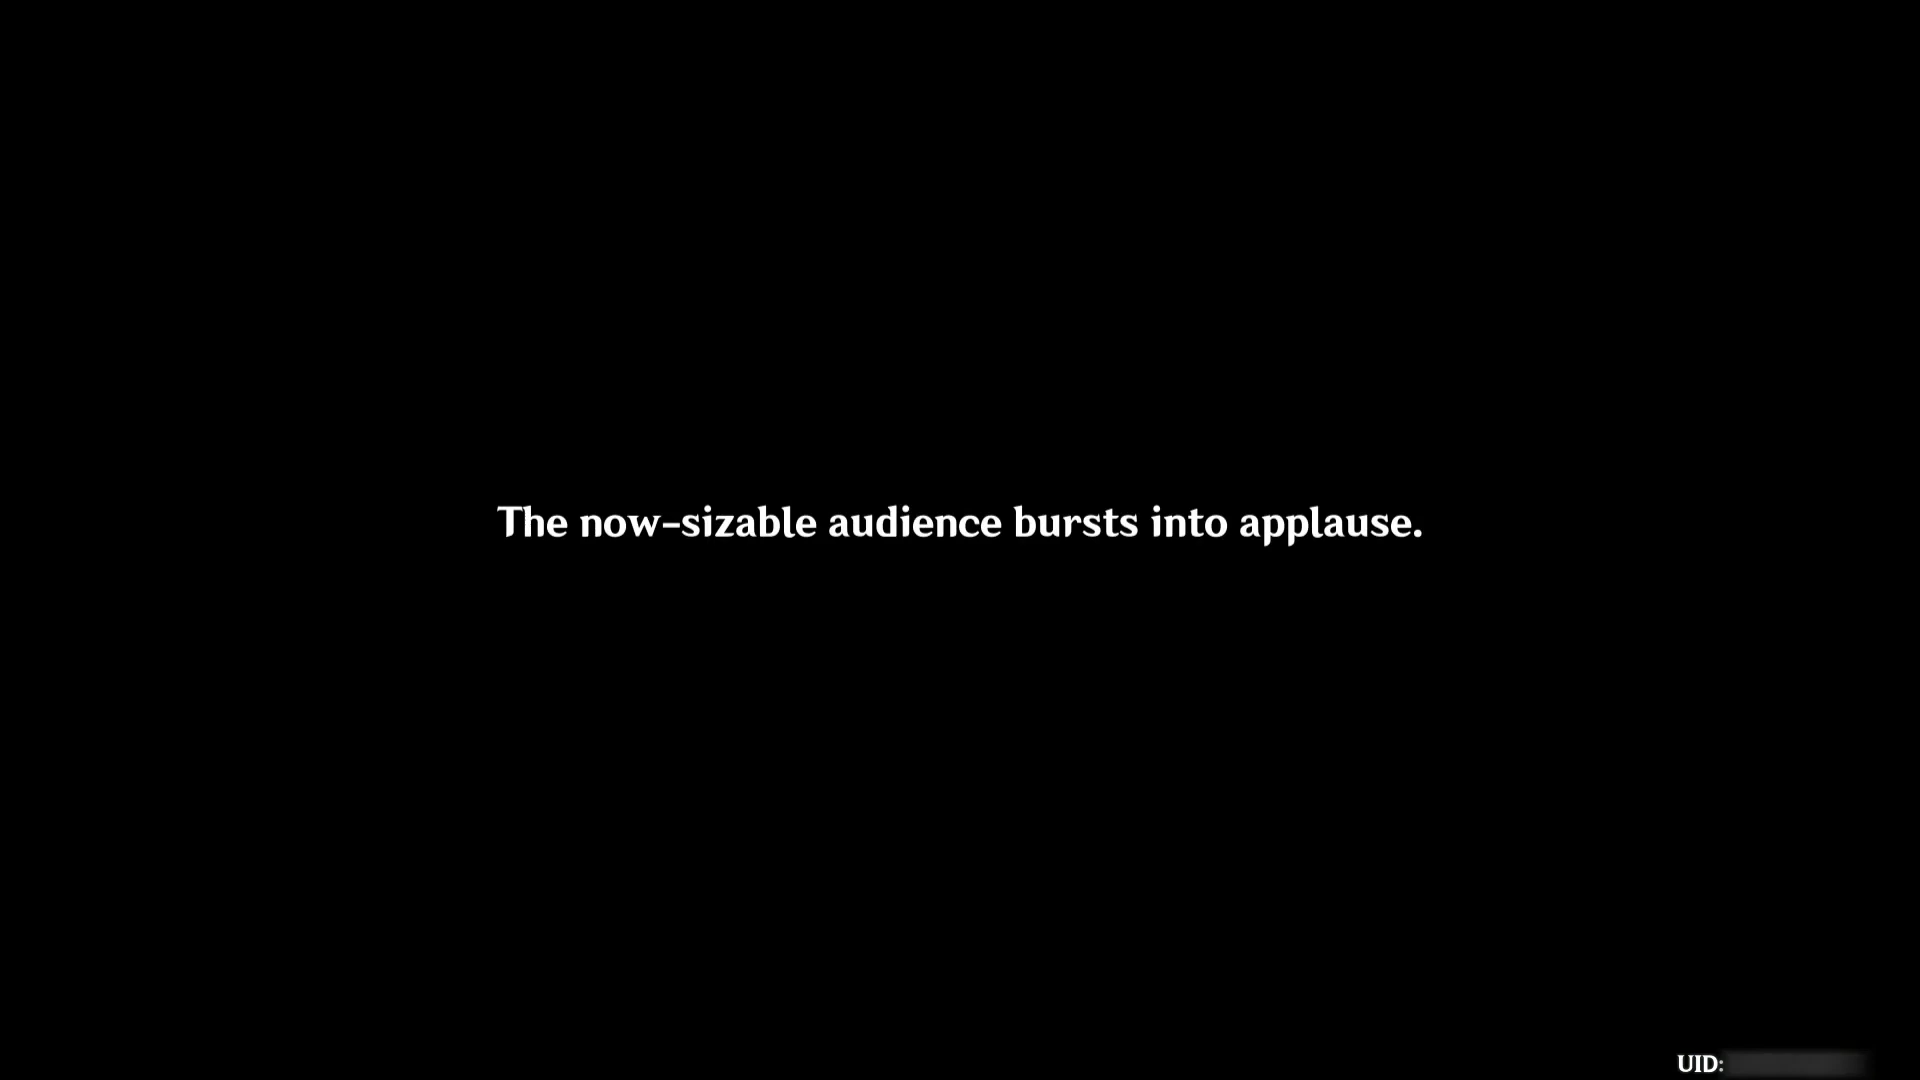 The now-sizable audience bursts into applause.
UID: